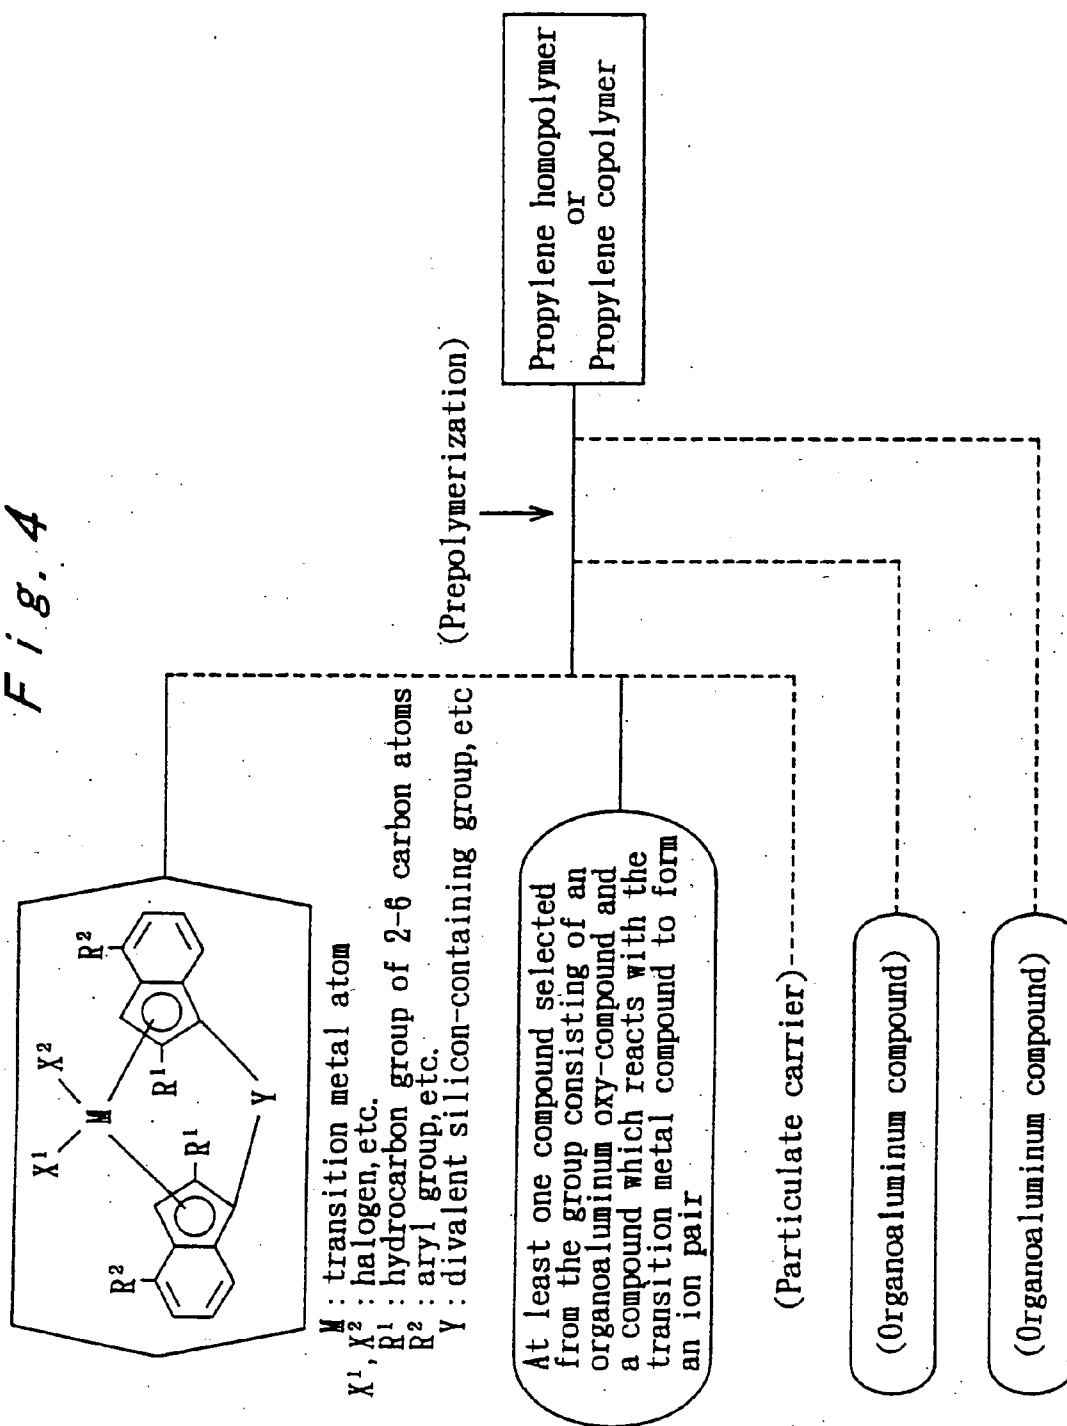 Fig. 4
X¹ X²
M
R² R¹ R¹ R²
Y
M : transition metal atom
X¹, X² : halogen, etc.
R¹ : hydrocarbon group of 2-6 carbon atoms
R² : aryl group, etc.
Y : divalent silicon-containing group, etc
(Prepolymerization)
Propylene homopolymer
or
Propylene copolymer
At least one compound selected
from the group consisting of an
organoaluminum oxy-compound and
a compound which reacts with the
transition metal compound to form
an ion pair
(Particulate carrier)
(Organoaluminum compound)
(Organoaluminum compound)